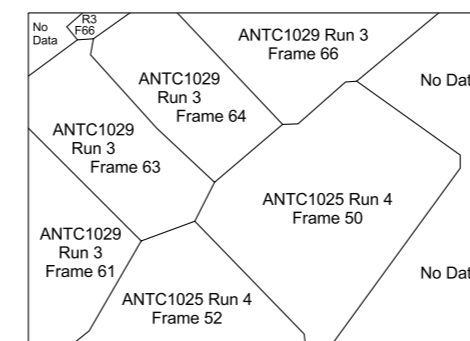 No
Data
R3
F66
ANTC1029 Run 3
Frame 66
No Dat
ANTC1029
Run 3
Frame 64
ANTC1029
Run 3
Frame 63
ANTC1025 Run 4
Frame 50
ANTC1029
Run 3
Frame 61
No Dat
ANTC1025 Run 4
Frame 52